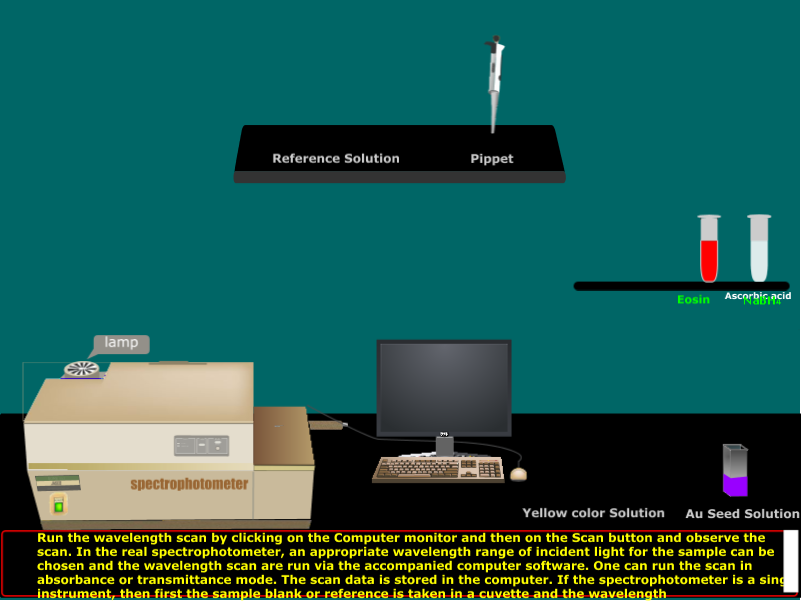 Reference Solution
Pippet
Eosin
Ascorbic acid
lamp
spectrophotometer
Yellow color Solution
Au Seed Solution
Run the wavelength scan by clicking on the Computer monitor and then on the Scan button and observe the
scan. In the real spectrophotometer, an appropriate wavelength range of incident light for the sample can be
chosen and the wavelength scan are run via the accompanied computer software. One can run the scan in
absorbance or transmittance mode. The scan data is stored in the computer. If the spectrophotometer is a sing
instrument, then first the sample blank or reference is taken in a cuvette and the wavelength